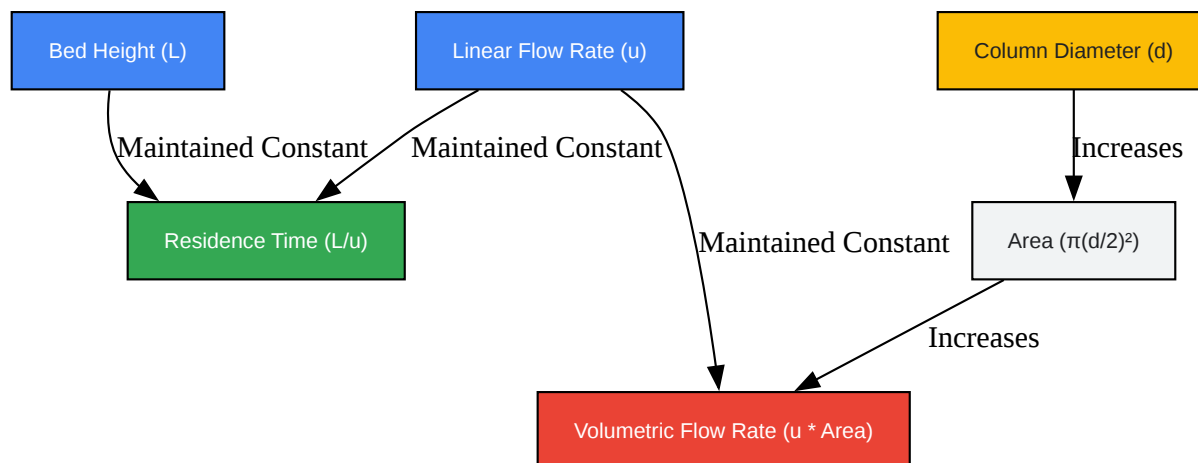 Bed Height (L)
Linear Flow Rate (u)
Column Diameter (d)
Maintained Constant
Maintained Constant
Increases
Residence Time (L/u)
Maintained Constant
Area (π(d/2)²)
Increases
Volumetric Flow Rate (u * Area)